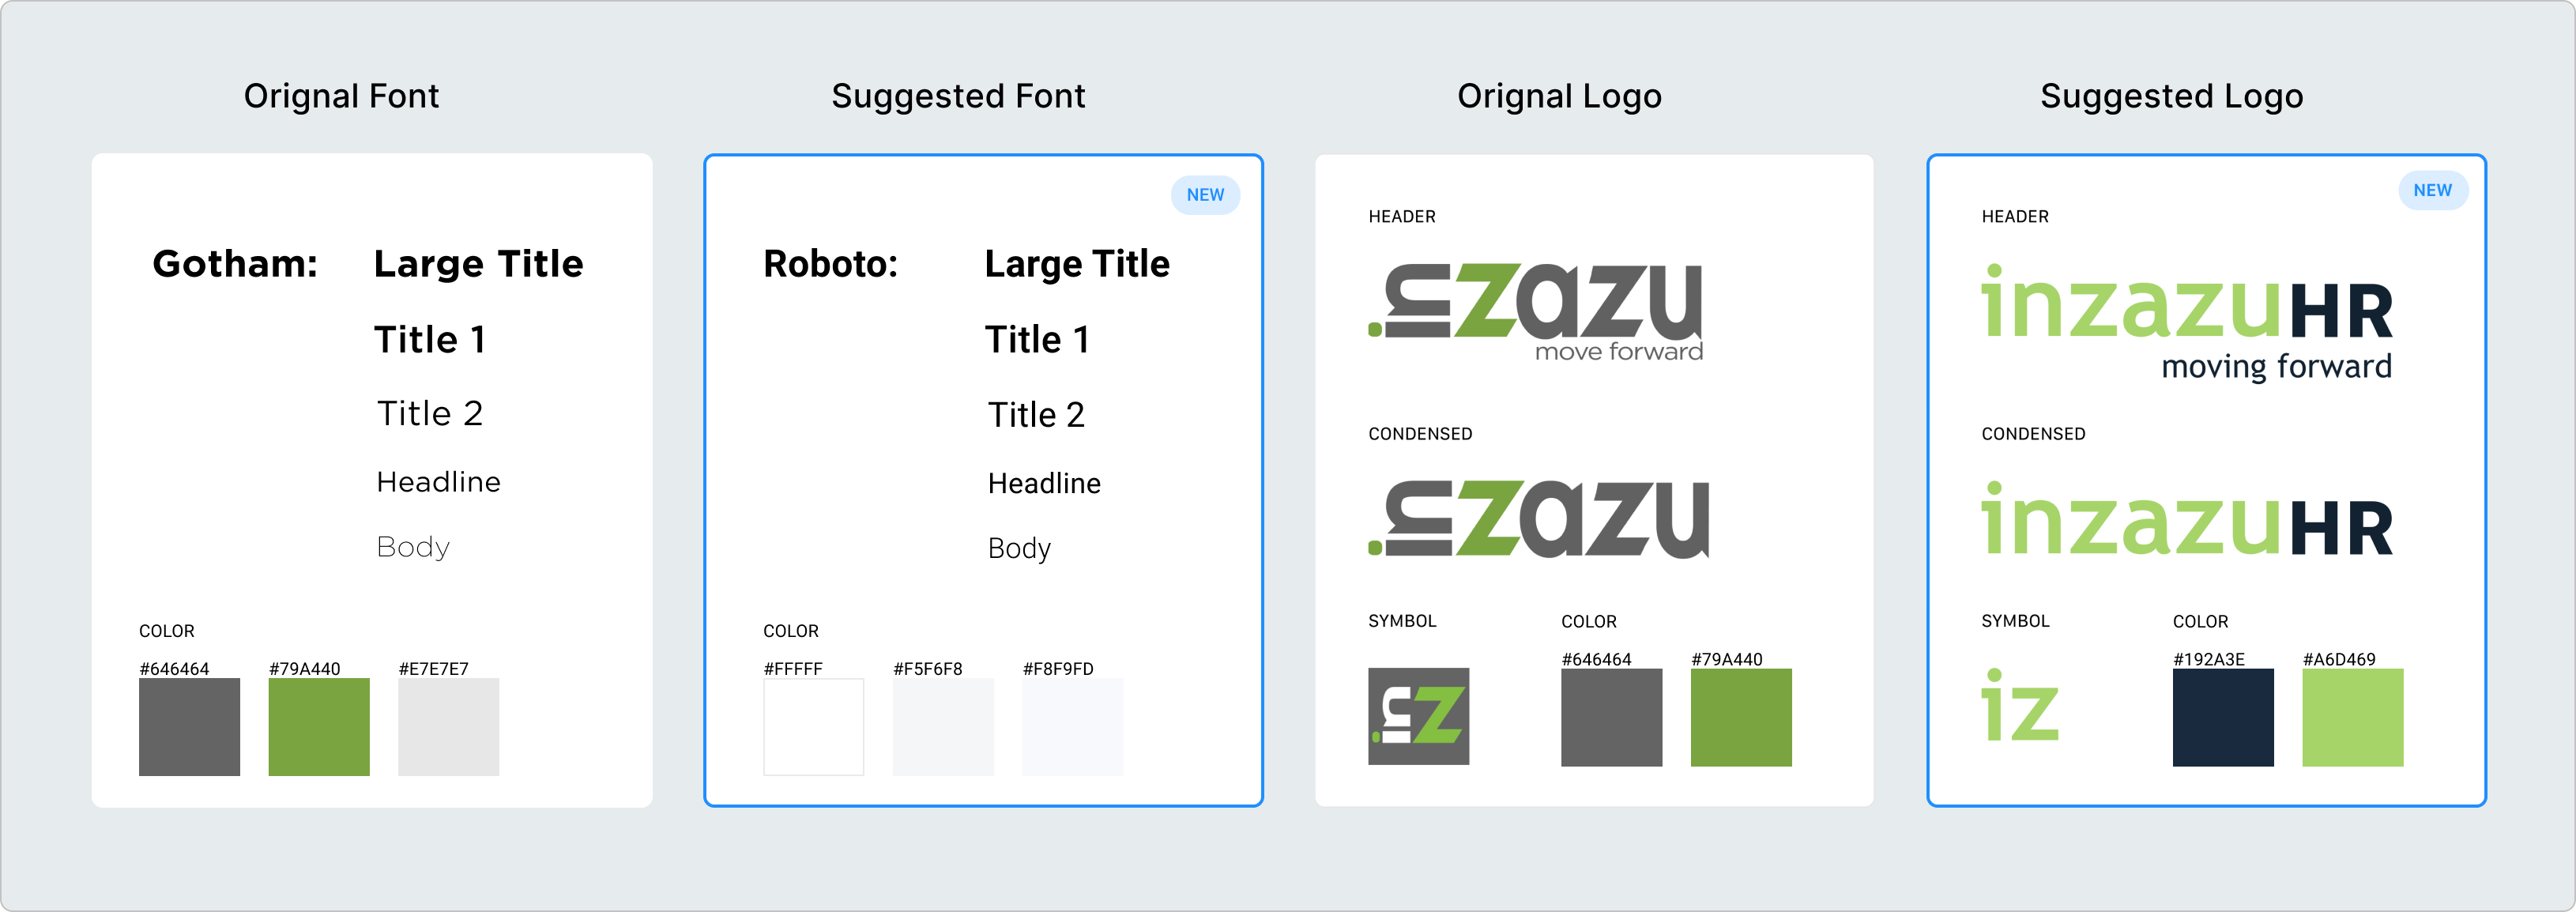 Orignal Font
Gotham:
Large Title
Title 1
Title 2
Headline
Body
COLOR
#646464 #79A440 #E7E7E7
Suggested Font
NEW
Roboto:
Large Title
Title 1
Title 2
Headline
Body
COLOR
#FFFFF #F5F6F8 #F8F9FD
Orignal Logo
HEADER
inzazu
move forward
CONDENSED
inzazu
SYMBOL
inz
COLOR
#646464 #79A440
Suggested Logo
NEW
HEADER
inzazuHR
moving forward
CONDENSED
inzazuHR
SYMBOL
iz
COLOR
#192A3E #A6D469